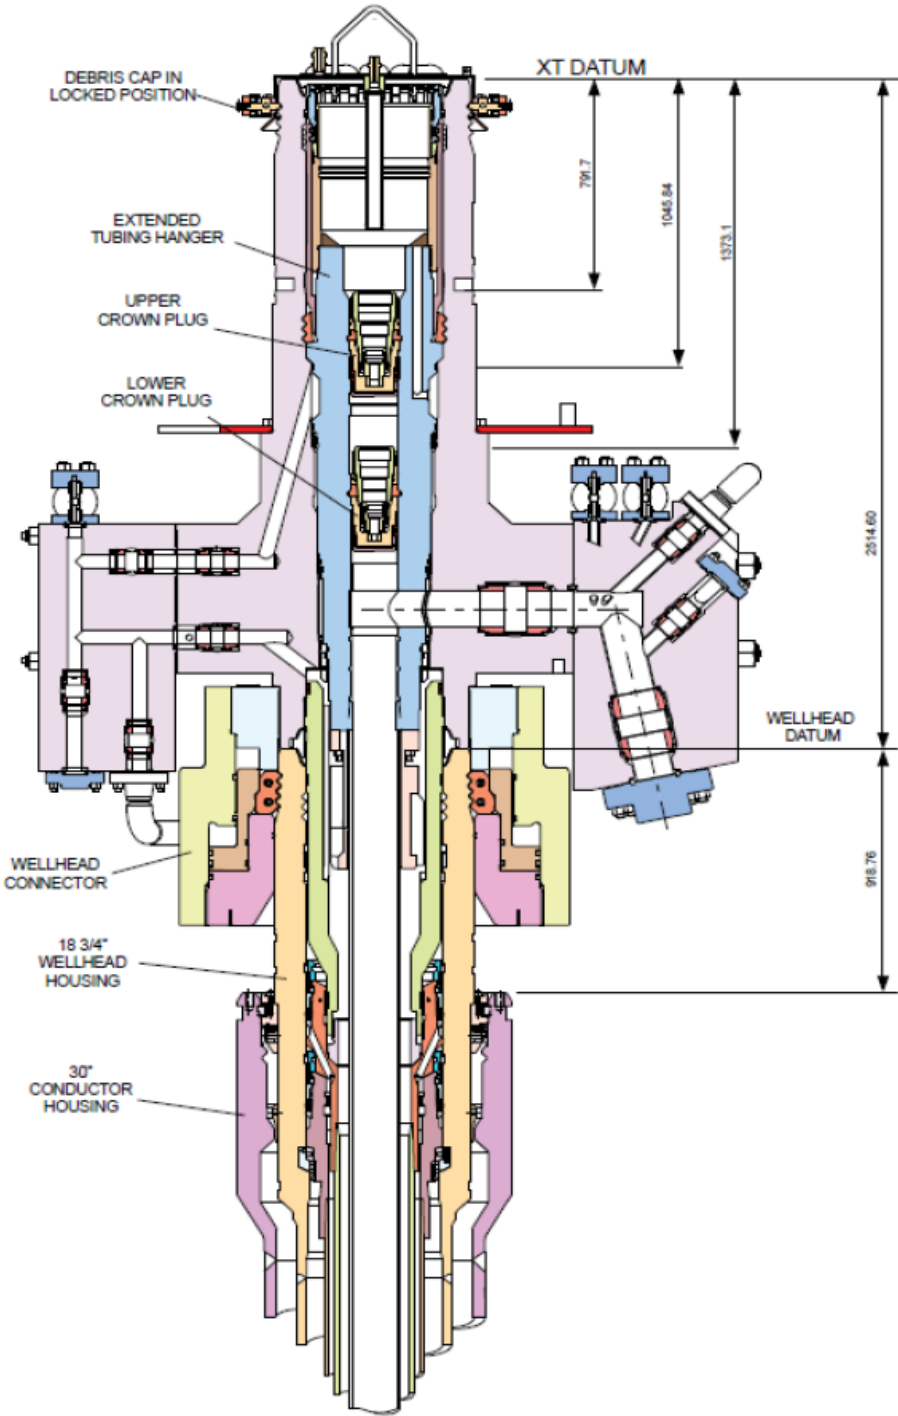 XT DATUM
DEBRIS CAP IN
LOCKED POSITION
791.7
1045.84
1373.1
EXTENDED
TUBING HANGER
UPPER
CROWN PLUG
LOWER
CROWN PLUG
2514.60
WELLHEAD
DATUM
WELLHEAD
CONNECTOR
918.76
18 3/4"
WELLHEAD
HOUSING
30"
CONDUCTOR
HOUSING